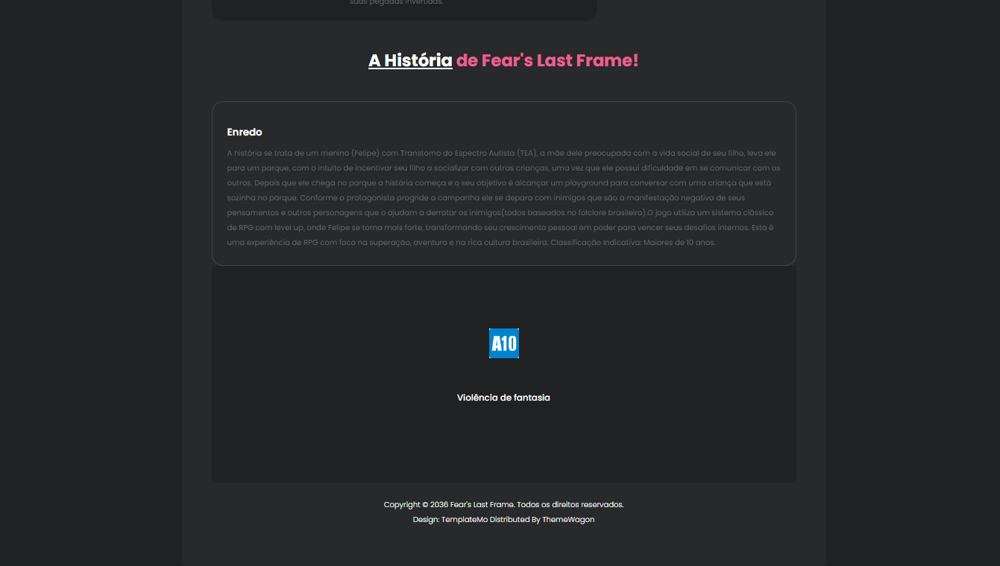 suas pegadas invertidas.
A História de Fear's Last Frame!
Enredo
A história se trata de um menino (Felipe) com Transtorno do Espectro Autista (TEA), a mãe dele preocupada com a vida social de seu filho, leva ele
para um parque, com o intuito de incentivar seu filho a socializar com outras crianças, uma vez que ele possui dificuldade em se comunicar com os
outros. Depois que ele chega no parque a história começa e o seu objetivo é alcançar um playground para conversar com uma criança que está
sozinha no parque. Conforme o protagonista progride a campanha ele se depara com inimigos que são a manifestação negativa de seus
pensamentos e outros personagens que o ajudam a derrotar os inimigos(todos baseados no folclore brasileiro).O jogo utiliza um sistema clássico
de RPG com level up, onde Felipe se torna mais forte, transformando seu crescimento pessoal em poder para vencer seus desafios internos. Esta é
uma experiência de RPG com foco na superação, aventura e na rica cultura brasileira. Classificação Indicativa: Maiores de 10 anos.
A10
Violência de fantasia
Copyright © 2036 Fear's Last Frame. Todos os direitos reservados.
Design: TemplateMo Distributed By ThemeWagon